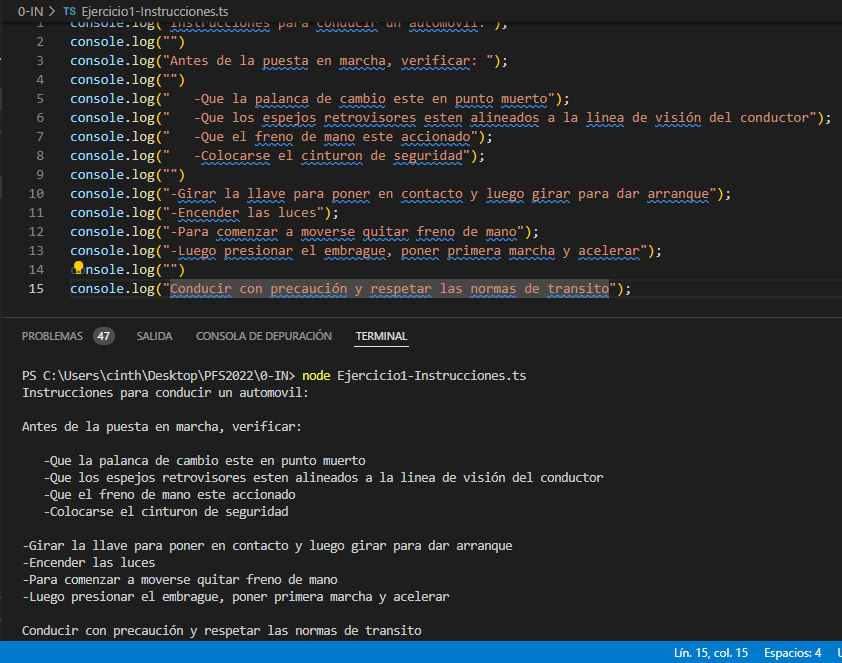 0-IN > TS Ejercicio1-Instrucciones.ts
1 console.log("Instrucciones para conducir un automovil: ");
2 console.log("")
3 console.log("Antes de la puesta en marcha, verificar: ");
4 console.log("")
5 console.log("   -Que la palanca de cambio este en punto muerto");
6 console.log("   -Que los espejos retrovisores esten alineados a la linea de visión del conductor");
7 console.log("   -Que el freno de mano este accionado");
8 console.log("   -Colocarse el cinturon de seguridad");
9 console.log("")
10 console.log("-Girar la llave para poner en contacto y luego girar para dar arranque");
11 console.log("-Encender las luces");
12 console.log("-Para comenzar a moverse quitar freno de mano");
13 console.log("-Luego presionar el embrague, poner primera marcha y acelerar");
14 nsole.log("")
15 console.log("Conducir con precaución y respetar las normas de transito");
PROBLEMAS 47 SALIDA CONSOLA DE DEPURACIÓN TERMINAL
PS C:\Users\cinth\Desktop\PFS2022\0-IN> node Ejercicio1-Instrucciones.ts
Instrucciones para conducir un automovil:
Antes de la puesta en marcha, verificar:
   -Que la palanca de cambio este en punto muerto
   -Que los espejos retrovisores esten alineados a la linea de visión del conductor
   -Que el freno de mano este accionado
   -Colocarse el cinturon de seguridad
-Girar la llave para poner en contacto y luego girar para dar arranque
-Encender las luces
-Para comenzar a moverse quitar freno de mano
-Luego presionar el embrague, poner primera marcha y acelerar
Conducir con precaución y respetar las normas de transito
Lín. 15, col. 15 Espacios: 4